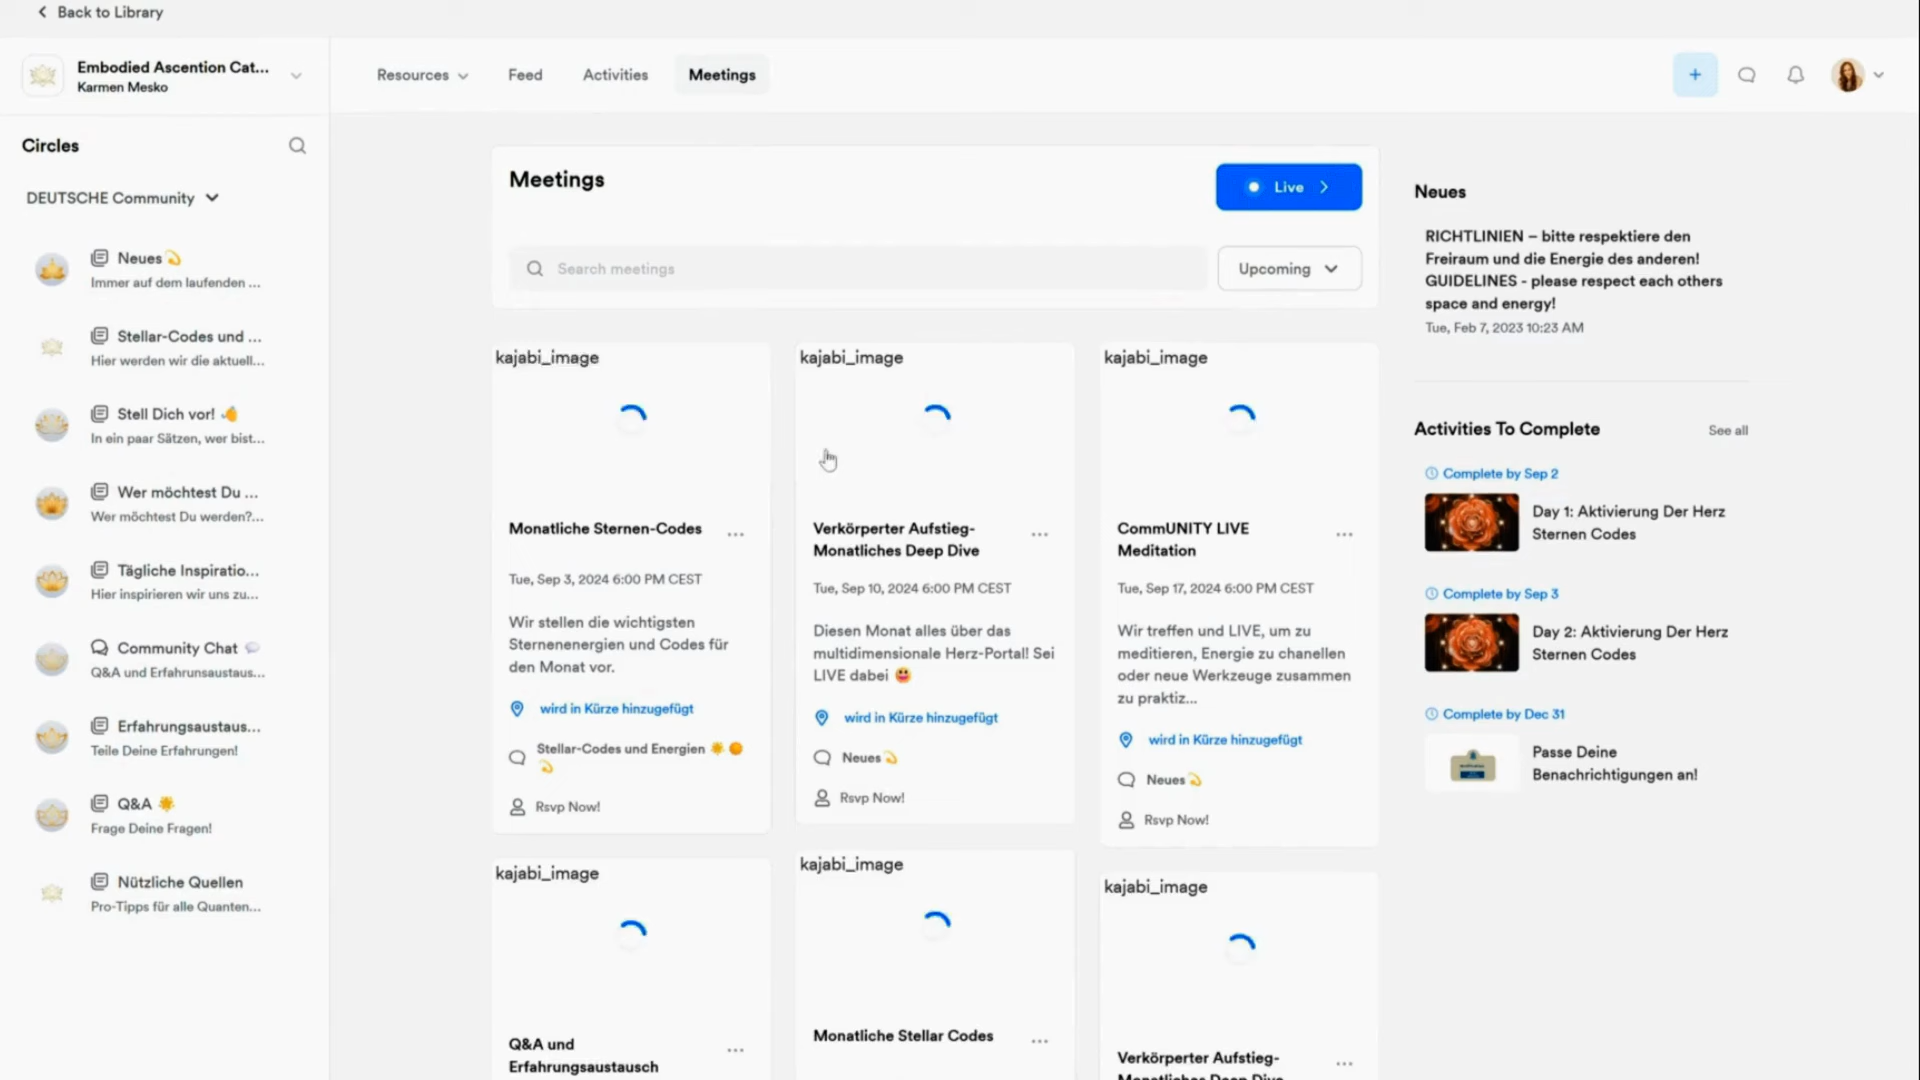 Back to Library
Embodied Ascention Cat...
Karmen Mesko
Resources
Feed
Activities
Meetings
Circles
DEUTSCHE Community
Neues💫
Immer auf dem laufenden ...
Stellar-Codes und ...
Hier werden wir die aktuell...
Stell Dich vor! 👋
In ein paar Sätzen, wer bist...
Wer möchtest Du ...
Wer möchtest Du werden?...
Tägliche Inspiratio...
Hier inspirieren wir uns zu...
Community Chat 💬
Q&A und Erfahrunsaustaus...
Erfahrungsaustaus...
Teile Deine Erfahrungen!
Q&A ☀️
Frage Deine Fragen!
Nützliche Quellen
Pro-Tipps für alle Quanten...
Meetings
Live
Search meetings
Upcoming
kajabi_image
Monatliche Sternen-Codes
...
Tue, Sep 3, 2024 6:00 PM CEST
Wir stellen die wichtigsten
Sternenenergien und Codes für
den Monat vor.
wird in Kürze hinzugefügt
Stellar-Codes und Energien ☀️🟠
💫
Rsvp Now!
kajabi_image
Verkörperter Aufstieg-
Monatliches Deep Dive
...
Tue, Sep 10, 2024 6:00 PM CEST
Diesen Monat alles über das
multidimensionale Herz-Portal! Sei
LIVE dabei 😃
wird in Kürze hinzugefügt
Neues💫
Rsvp Now!
kajabi_image
CommUNITY LIVE
Meditation
...
Tue, Sep 17, 2024 6:00 PM CEST
Wir treffen und LIVE, um zu
meditieren, Energie zu chanellen
oder neue Werkzeuge zusammen
zu praktiz...
wird in Kürze hinzugefügt
Neues💫
Rsvp Now!
kajabi_image
Q&A und
Erfahrungsaustausch
...
kajabi_image
Monatliche Stellar Codes
...
kajabi_image
Verkörperter Aufstieg-
Monatliches Deep Dive
...
Neues
RICHTLINIEN – bitte respektiere den
Freiraum und die Energie des anderen!
GUIDELINES - please respect each others
space and energy!
Tue, Feb 7, 2023 10:23 AM
Activities To Complete
See all
Complete by Sep 2
Day 1: Aktivierung Der Herz
Sternen Codes
Complete by Sep 3
Day 2: Aktivierung Der Herz
Sternen Codes
Complete by Dec 31
Passe Deine
Benachrichtigungen an!